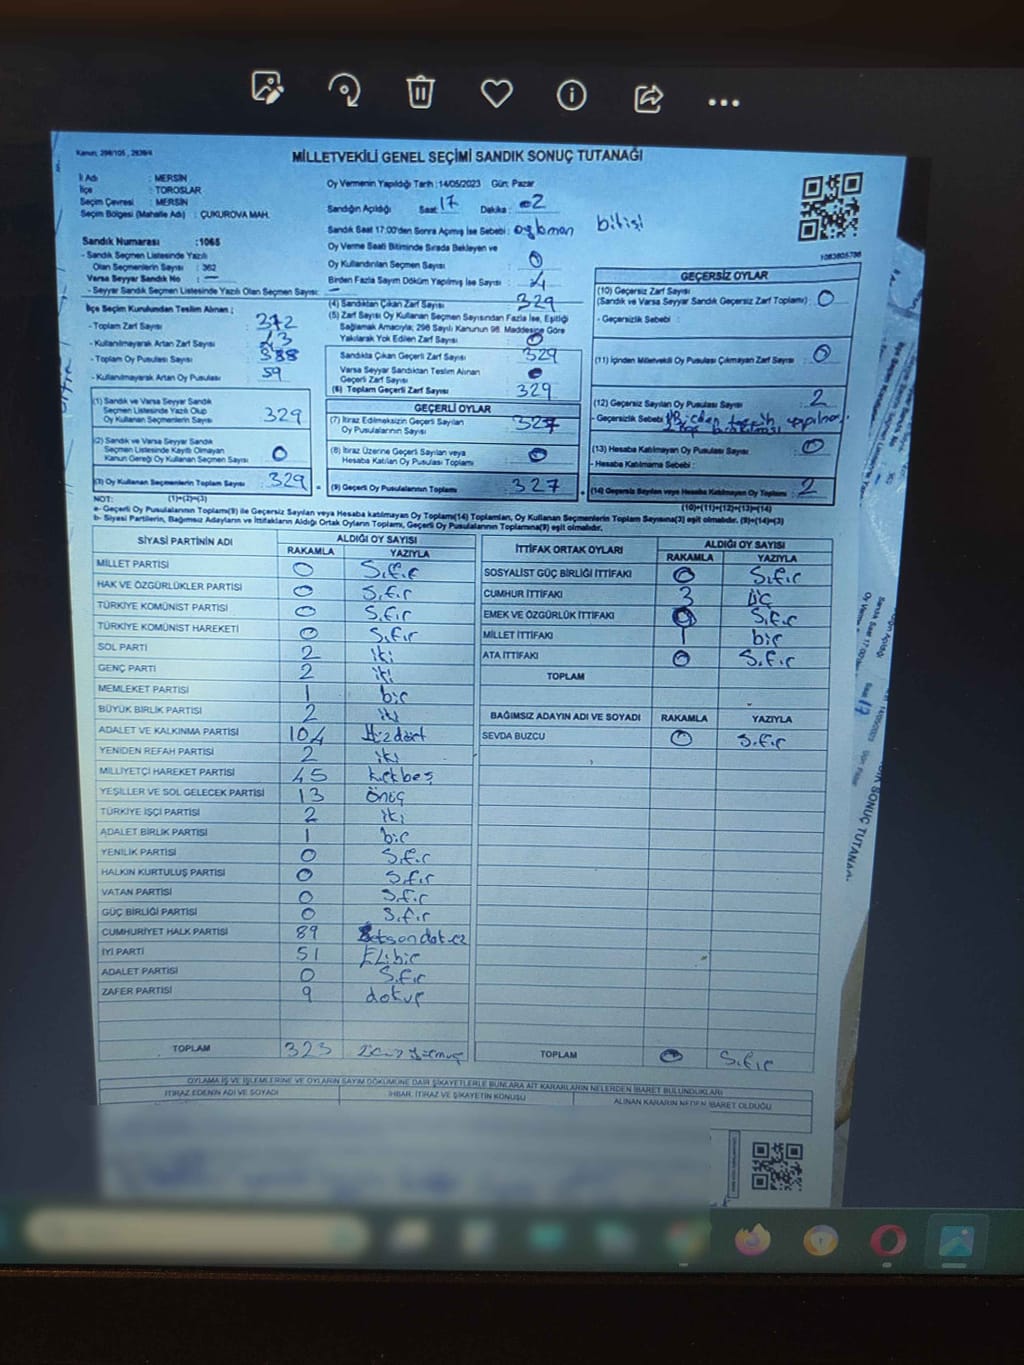 Kanun: 298/105, 2839/4
MİLLETVEKİLİ GENEL SEÇİMİ SANDIK SONUÇ TUTANAĞI
İl Adı : MERSİN
İlçe : TOROSLAR
Seçim Çevresi : MERSİN
Seçim Bölgesi (Mahalle Adı) : ÇUKUROVA MAH.
Sandık Numarası :1065
- Sandık Seçmen Listesinde Yazılı
Olan Seçmenlerin Sayısı : 362
Varsa Seyyar Sandık No : —
- Seyyar Sandık Seçmen Listesinde Yazılı Olan Seçmen Sayısı: —
İlçe Seçim Kurulundan Teslim Alınan ;
- Toplam Zarf Sayısı : 372
- Kullanılmayarak Artan Zarf Sayısı : 43
- Toplam Oy Pusulası Sayısı : 388
- Kullanılmayarak Artan Oy Pusulası : 59
(1) Sandık ve Varsa Seyyar Sandık
Seçmen Listesinde Yazılı Olup
Oy Kullanan Seçmenlerin Sayısı 329
(2) Sandık ve Varsa Seyyar Sandık
Seçmen Listesinde Kayıtlı Olmayan
Kanun Gereği Oy Kullanan Seçmen Sayısı 0
(3) Oy Kullanan Seçmenlerin Toplam Sayısı 329
Oy Vermenin Yapıldığı Tarih :14/05/2023 Gün: Pazar
Sandığın Açıldığı Saat: 17 Dakika : 02
Sandık Saat 17:00'den Sonra Açılmış İse Sebebi : bitişi
Oy Verme Saati Bitiminde Sırada Bekleyen ve
Oy Kullandırılan Seçmen Sayısı : 0
Birden Fazla Sayım Döküm Yapılmış İse Sayısı :
(4) Sandıktan Çıkan Zarf Sayısı : 329
(5) Zarf Sayısı Oy Kullanan Seçmen Sayısından Fazla İse, Eşitliği
Sağlamak Amacıyla; 298 Sayılı Kanunun 98. Maddesine Göre
Yakılarak Yok Edilen Zarf Sayısı : 0
Sandıkta Çıkan Geçerli Zarf Sayısı : 329
Varsa Seyyar Sandıktan Teslim Alınan
Geçerli Zarf Sayısı : 0
(6) Toplam Geçerli Zarf Sayısı : 329
GEÇERLİ OYLAR
(7) İtiraz Edilmeksizin Geçerli Sayılan
Oy Pusulalarının Sayısı : 327
(8) İtiraz Üzerine Geçerli Sayılan veya
Hesaba Katılan Oy Pusulası Toplamı : 0
(9) Geçerli Oy Pusulalarının Toplamı : 327
1083805786
GEÇERSİZ OYLAR
(10) Geçersiz Zarf Sayısı
(Sandık ve Varsa Seyyar Sandık Geçersiz Zarf Toplamı) : 0
- Geçersizlik Sebebi :
(11) İçinden Milletvekili Oy Pusulası Çıkmayan Zarf Sayısı : 0
(12) Geçersiz Sayılan Oy Pusulası Sayısı : 2
- Geçersizlik Sebebi :
(13) Hesaba Katılmayan Oy Pusulası Sayısı : 0
- Hesaba Katılmama Sebebi :
(14) Geçersiz Sayılan veya Hesaba Katılmayan Oy Toplamı : 2
NOT: (1)+(2)=(3) (10)+(11)+(12)+(13)=(14)
a- Geçerli Oy Pusulalarının Toplamı(9) ile Geçersiz Sayılan veya Hesaba katılmayan Oy Toplamı(14) Toplamları, Oy Kullanan Seçmenlerin Toplam Sayısına(3) eşit olmalıdır. (9)+(14)=(3)
b- Siyasi Partilerin, Bağımsız Adayların ve İttifakların Aldığı Ortak Oyların Toplamı, Geçerli Oy Pusulalarının Toplamına(9) eşit olmalıdır.
SİYASİ PARTİNİN ADI ALDIĞI OY SAYISI
RAKAMLA YAZIYLA
MİLLET PARTİSİ 0 Sıfır
HAK VE ÖZGÜRLÜKLER PARTİSİ 0 Sıfır
TÜRKİYE KOMÜNİST PARTİSİ 0 Sıfır
TÜRKİYE KOMÜNİST HAREKETİ 0 Sıfır
SOL PARTİ 2 iki
GENÇ PARTİ 2 iki
MEMLEKET PARTİSİ 1 bir
BÜYÜK BİRLİK PARTİSİ 2 iki
ADALET VE KALKINMA PARTİSİ 104 Yüzdört
YENİDEN REFAH PARTİSİ 2 iki
MİLLİYETÇİ HAREKET PARTİSİ 45 Kırkbeş
YEŞİLLER VE SOL GELECEK PARTİSİ 13 Önüç
TÜRKİYE İŞÇİ PARTİSİ 2 iki
ADALET BİRLİK PARTİSİ 1 bir
YENİLİK PARTİSİ 0 Sıfır
HALKIN KURTULUŞ PARTİSİ 0 Sıfır
VATAN PARTİSİ 0 Sıfır
GÜÇ BİRLİĞİ PARTİSİ 0 Sıfır
CUMHURİYET HALK PARTİSİ 89
İYİ PARTİ 51 Ellibir
ADALET PARTİSİ 0 Sıfır
ZAFER PARTİSİ 9 dokuz
TOPLAM 323
İTTİFAK ORTAK OYLARI ALDIĞI OY SAYISI
RAKAMLA YAZIYLA
SOSYALİST GÜÇ BİRLİĞİ İTTİFAKI 0 Sıfır
CUMHUR İTTİFAKI 3 üç
EMEK VE ÖZGÜRLÜK İTTİFAKI 0 Sıfır
MİLLET İTTİFAKI 1 bir
ATA İTTİFAKI 0 Sıfır
TOPLAM
BAĞIMSIZ ADAYIN ADI VE SOYADI RAKAMLA YAZIYLA
SEVDA BUZCU 0 Sıfır
TOPLAM 0 Sıfır
OYLAMA İŞ VE İŞLEMLERİNE VE OYLARIN SAYIM DÖKÜMÜNE DAİR ŞİKAYETLERLE BUNLARA AİT KARARLARIN NELERDEN İBARET BULUNDUKLARI
İTİRAZ EDENİN ADI VE SOYADI İHBAR, İTİRAZ VE ŞİKAYETİN KONUSU ALINAN KARARIN NEDEN İBARET OLDUĞU